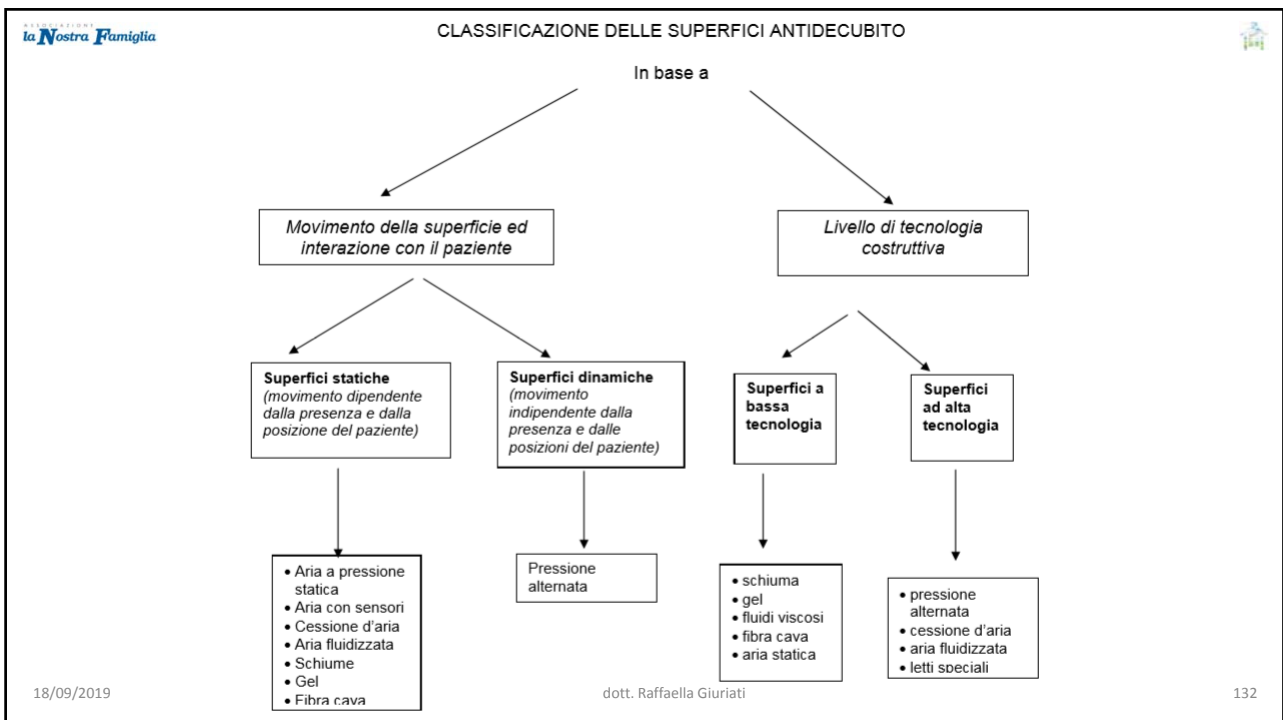 ASSOCIAZIONE
la Nostra Famiglia
CLASSIFICAZIONE DELLE SUPERFICI ANTIDECUBITO
In base a
Movimento della superficie ed
interazione con il paziente
Livello di tecnologia
costruttiva
Superfici statiche
(movimento dipendente
dalla presenza e dalla
posizione del paziente)
Superfici dinamiche
(movimento
indipendente dalla
presenza e dalle
posizioni del paziente)
Superfici a
bassa
tecnologia
Superfici
ad alta
tecnologia
• Aria a pressione
statica
• Aria con sensori
• Cessione d'aria
• Aria fluidizzata
• Schiume
• Gel
• Fibra cava
Pressione
alternata
• schiuma
• gel
• fluidi viscosi
• fibra cava
• aria statica
• pressione
alternata
• cessione d'aria
• aria fluidizzata
• letti speciali
18/09/2019
dott. Raffaella Giuriati
132